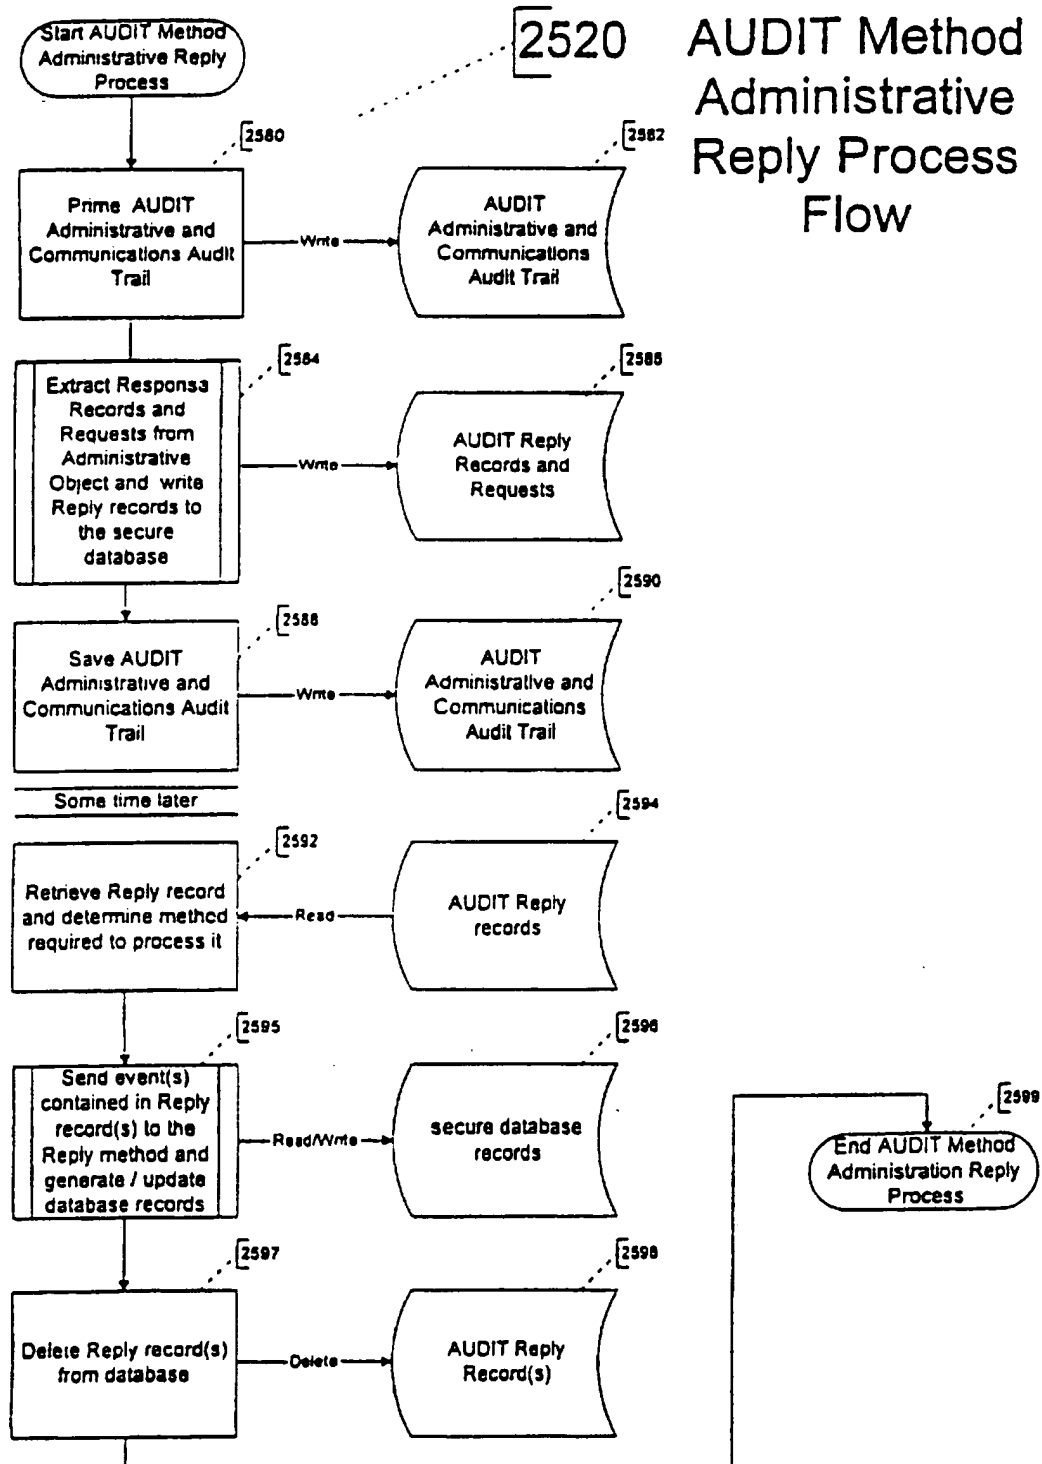 Start AUDIT Method
Administrative Reply
Process
2520
AUDIT Method
Administrative
Reply Process
Flow
2580
Prime AUDIT
Administrative and
Communications Audit
Trail
Write
2582
AUDIT
Administrative and
Communications
Audit Trail
2584
Extract Response
Records and
Requests from
Administrative
Object and write
Reply records to
the secure
database
Write
2586
AUDIT Reply
Records and
Requests
2588
Save AUDIT
Administrative and
Communications Audit
Trail
Write
2590
AUDIT
Administrative and
Communications
Audit Trail
Some time later
2592
Retrieve Reply record
and determine method
required to process it
Read
2594
AUDIT Reply
records
2595
Send event(s)
contained in Reply
record(s) to the
Reply method and
generate / update
database records
Read/Write
2596
secure database
records
2597
Delete Reply record(s)
from database
Delete
2598
AUDIT Reply
Record(s)
2599
End AUDIT Method
Administration Reply
Process